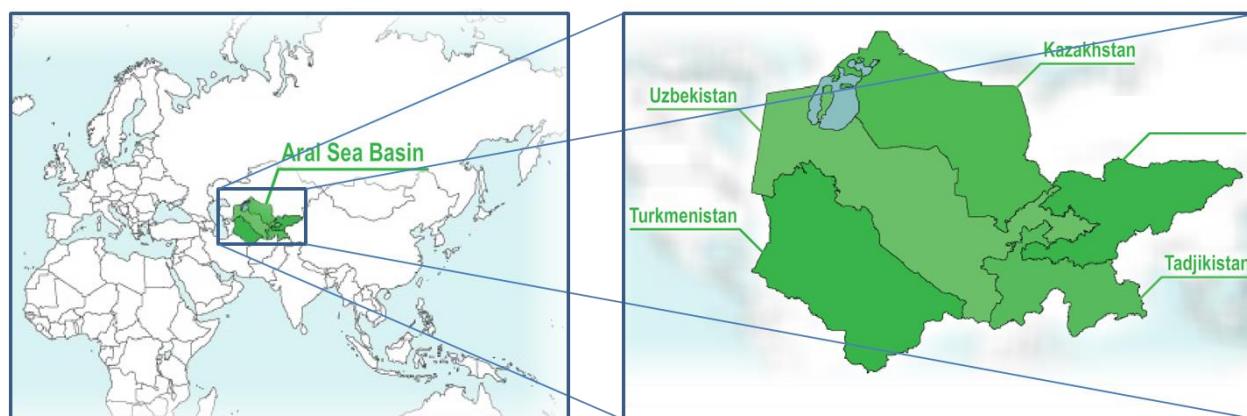 Aral Sea Basin
Kazakhstan
Uzbekistan
Turkmenistan
Tadjikistan